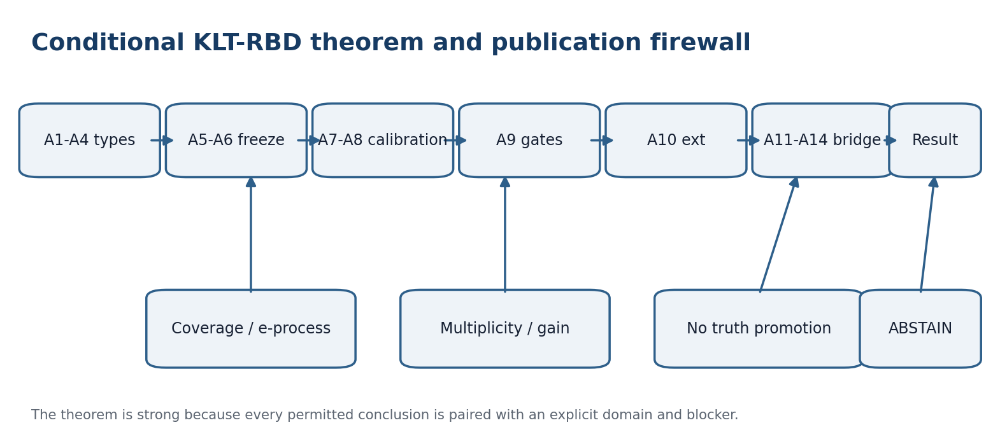 Conditional KLT-RBD theorem and publication firewall
A1-A4 types
A5-A6 freeze
A7-A8 calibration
A9 gates
A10 ext
A11-A14 bridge
Result
Coverage / e-process
Multiplicity / gain
No truth promotion
ABSTAIN
The theorem is strong because every permitted conclusion is paired with an explicit domain and blocker.